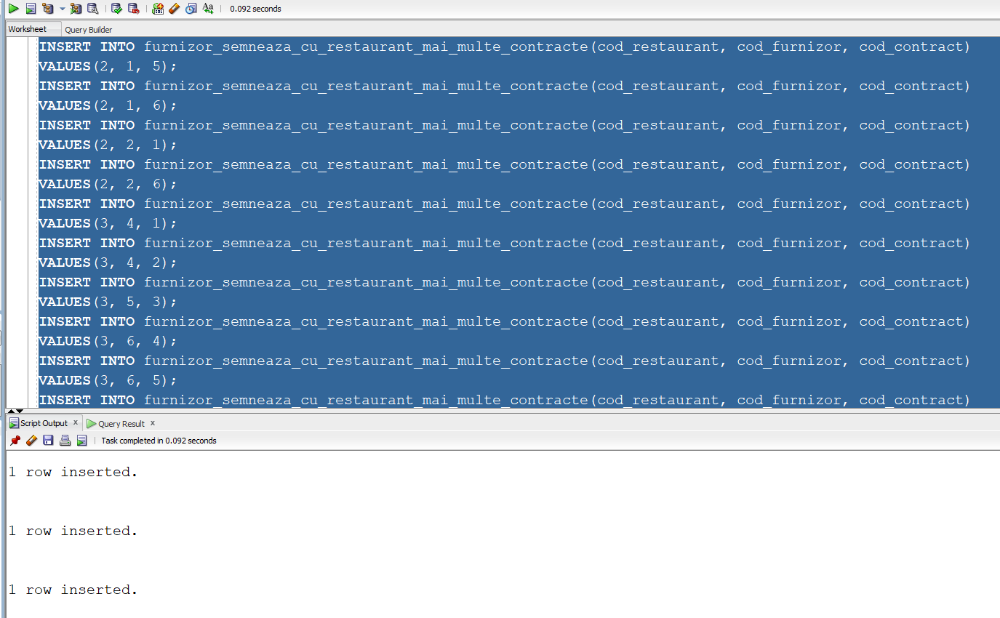 0.092 seconds
Worksheet Query Builder
INSERT INTO furnizor_semneaza_cu_restaurant_mai_multe_contracte(cod_restaurant, cod_furnizor, cod_contract)
VALUES(2, 1, 5);
INSERT INTO furnizor_semneaza_cu_restaurant_mai_multe_contracte(cod_restaurant, cod_furnizor, cod_contract)
VALUES(2, 1, 6);
INSERT INTO furnizor_semneaza_cu_restaurant_mai_multe_contracte(cod_restaurant, cod_furnizor, cod_contract)
VALUES(2, 2, 1);
INSERT INTO furnizor_semneaza_cu_restaurant_mai_multe_contracte(cod_restaurant, cod_furnizor, cod_contract)
VALUES(2, 2, 6);
INSERT INTO furnizor_semneaza_cu_restaurant_mai_multe_contracte(cod_restaurant, cod_furnizor, cod_contract)
VALUES(3, 4, 1);
INSERT INTO furnizor_semneaza_cu_restaurant_mai_multe_contracte(cod_restaurant, cod_furnizor, cod_contract)
VALUES(3, 4, 2);
INSERT INTO furnizor_semneaza_cu_restaurant_mai_multe_contracte(cod_restaurant, cod_furnizor, cod_contract)
VALUES(3, 5, 3);
INSERT INTO furnizor_semneaza_cu_restaurant_mai_multe_contracte(cod_restaurant, cod_furnizor, cod_contract)
VALUES(3, 6, 4);
INSERT INTO furnizor_semneaza_cu_restaurant_mai_multe_contracte(cod_restaurant, cod_furnizor, cod_contract)
VALUES(3, 6, 5);
INSERT INTO furnizor_semneaza_cu_restaurant_mai_multe_contracte(cod_restaurant, cod_furnizor, cod_contract)
Script Output x Query Result x
Task completed in 0.092 seconds
1 row inserted.
1 row inserted.
1 row inserted.